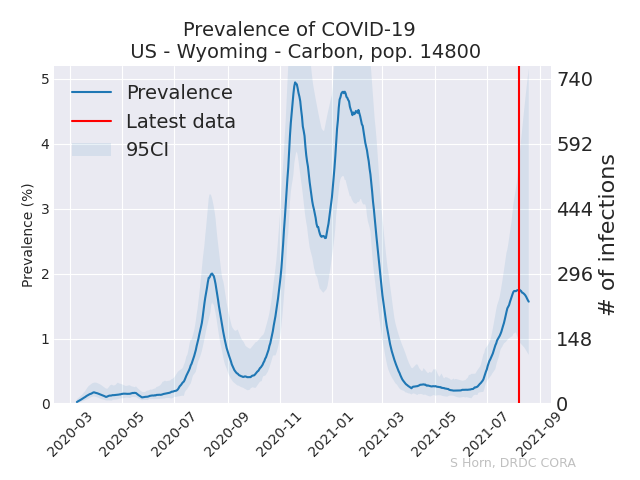 Prevalence of COVID-19
US - Wyoming - Carbon, pop. 14800
Prevalence
Latest data
95CI
Prevalence (%)
5
4
3
2
1
0
740
592
444
296
148
0
# of infections
2020-03
2020-05
2020-07
2020-09
2020-11
2021-01
2021-03
2021-05
2021-07
2021-09
S Horn, DRDC CORA